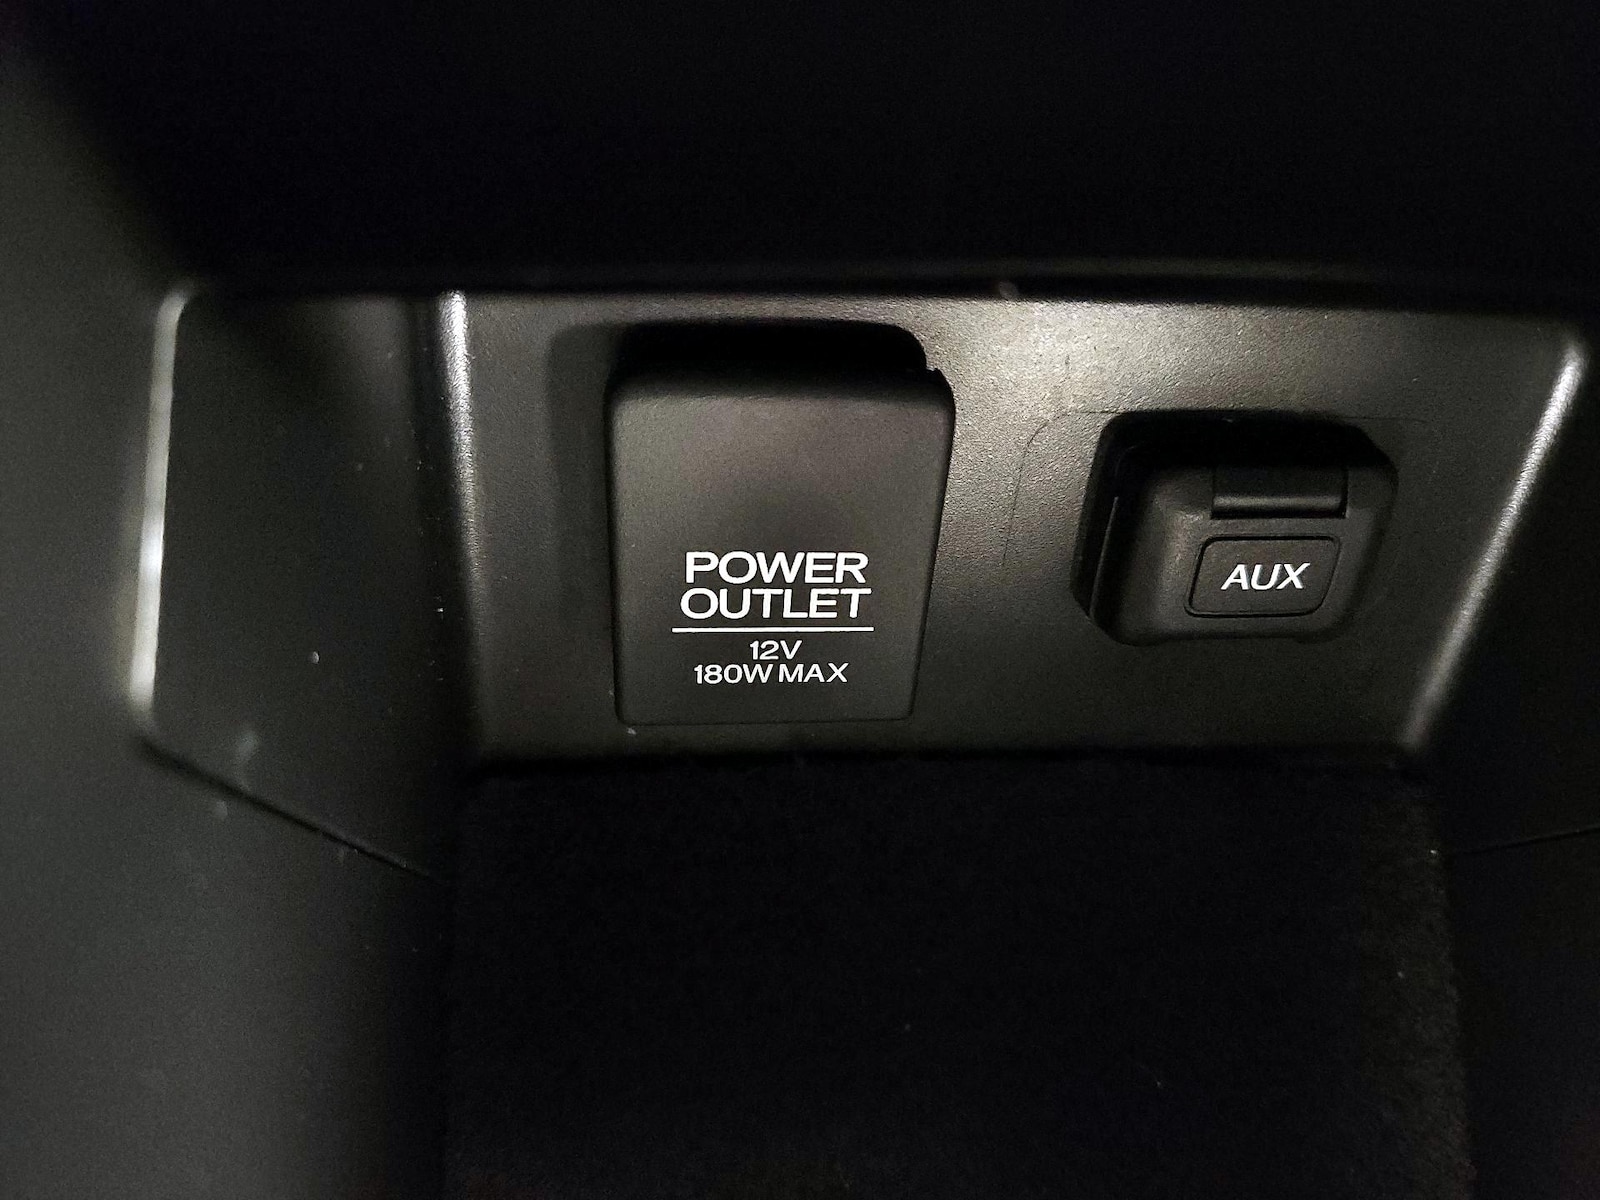 POWER
OUTLET
12V
180W MAX
AUX